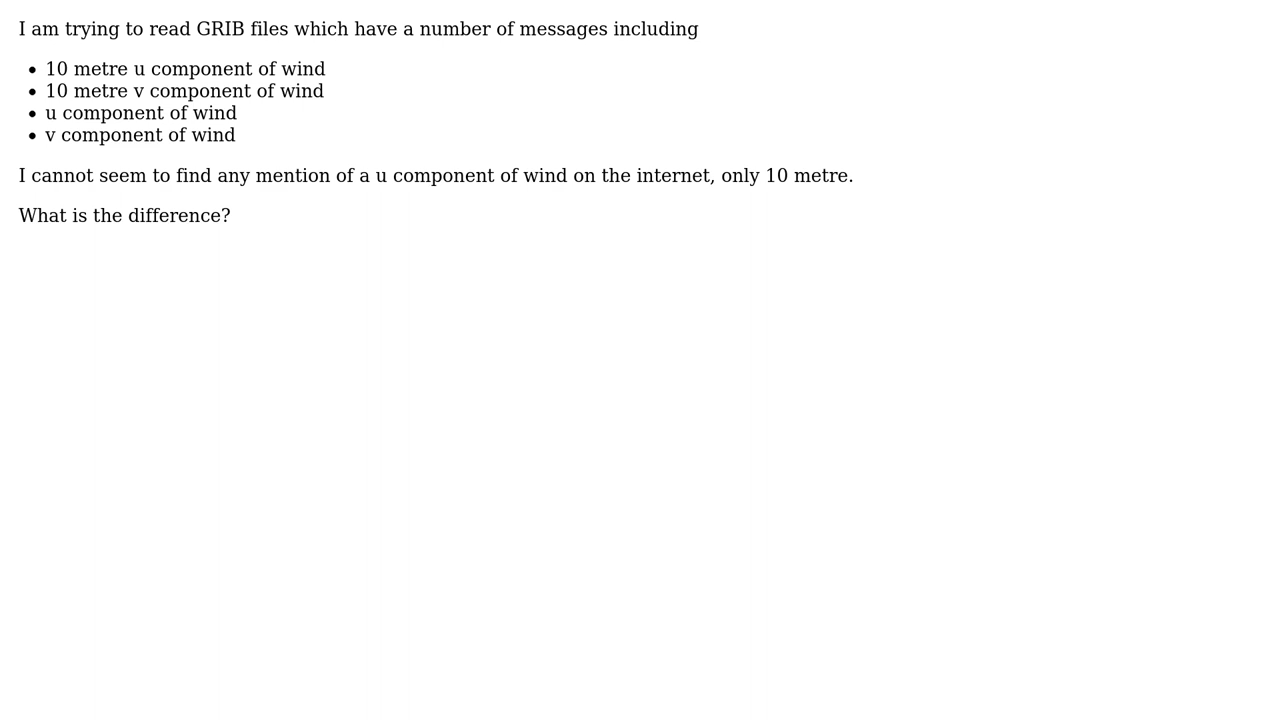 I am trying to read GRIB files which have a number of messages including
• 10 metre u component of wind
• 10 metre v component of wind
• u component of wind
• v component of wind
I cannot seem to find any mention of a u component of wind on the internet, only 10 metre.
What is the difference?